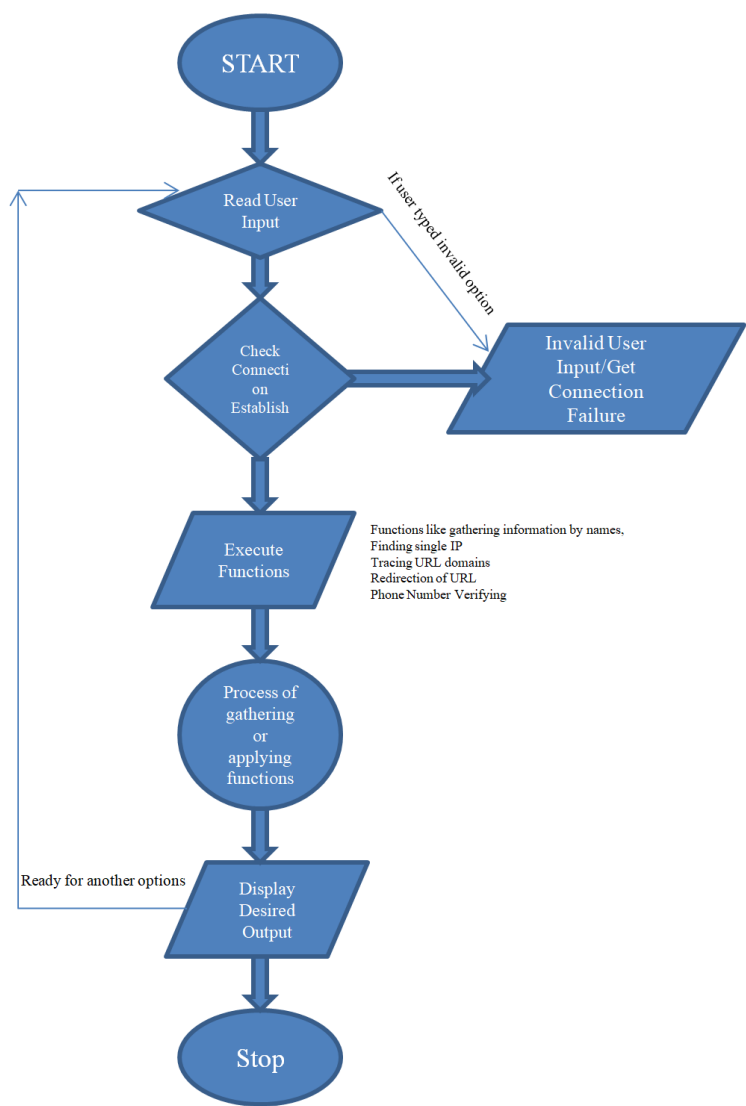 START
Read User
Input
If user typed invalid option
Check
Connecti
on
Establish
Invalid User
Input/Get
Connection
Failure
Execute
Functions
Functions like gathering information by names,
Finding single IP
Tracing URL domains
Redirection of URL
Phone Number Verifying
Process of
gathering
or
applying
functions
Ready for another options
Display
Desired
Output
Stop